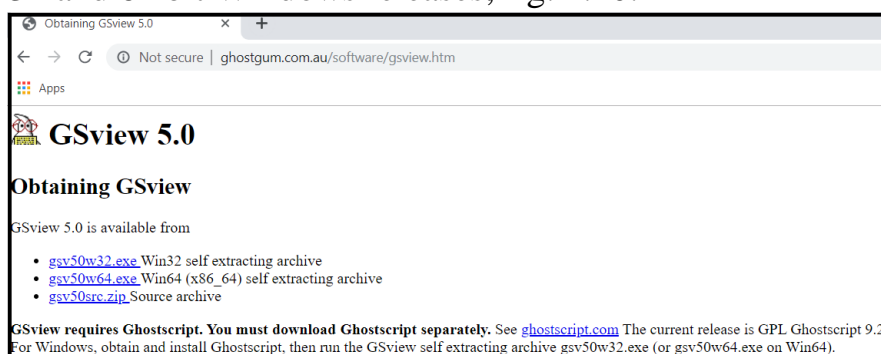 Obtaining GSview 5.0
Not secure | ghostgum.com.au/software/gsview.htm
Apps
GSview 5.0
Obtaining GSview
GSview 5.0 is available from
gsv50w32.exe Win32 self extracting archive
gsv50w64.exe Win64 (x86_64) self extracting archive
gsv50src.zip Source archive
GSview requires Ghostscript. You must download Ghostscript separately. See ghostscript.com The current release is GPL Ghostscript 9.2
For Windows, obtain and install Ghostscript, then run the GSview self extracting archive gsv50w32.exe (or gsv50w64.exe on Win64).